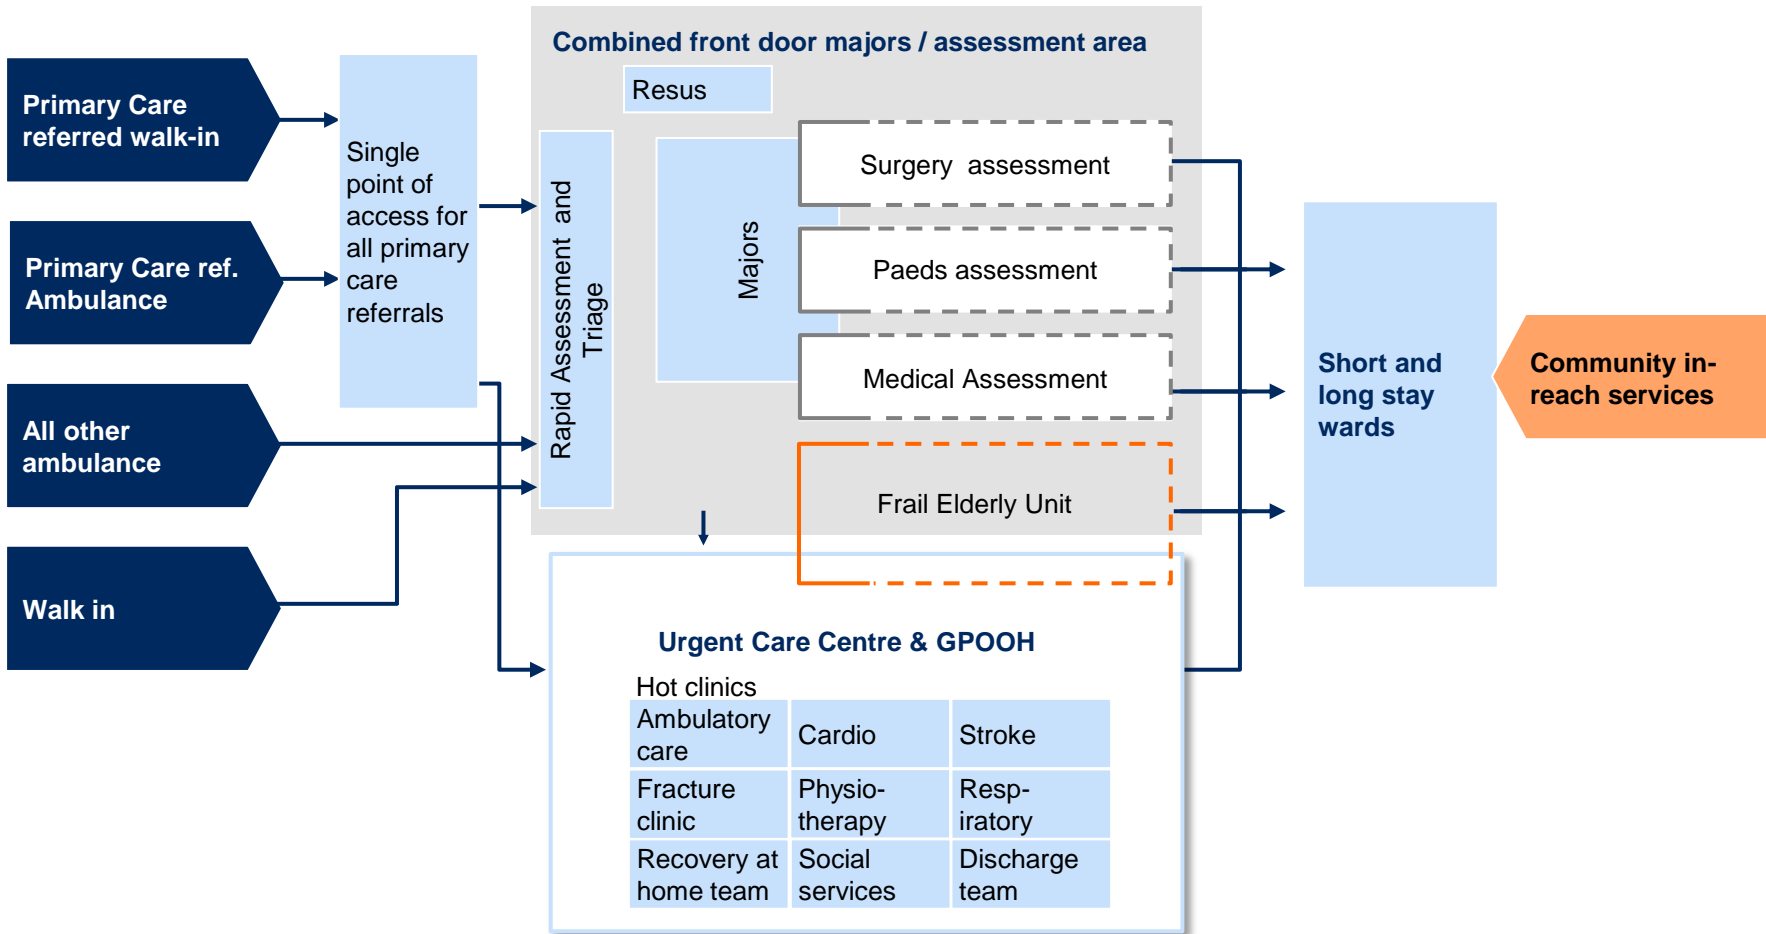 Combined front door majors / assessment area
Primary Care
referred walk-in
Primary Care ref.
Ambulance
All other
ambulance
Walk in
Single
point of
access for
all primary
care
referrals
Rapid Assessment and
Triage
Resus
Majors
Surgery assessment
Paeds assessment
Medical Assessment
Frail Elderly Unit
Urgent Care Centre & GPOOH
Hot clinics
Ambulatory
care
Cardio
Stroke
Fracture
clinic
Physio-
therapy
Resp-
iratory
Recovery at
home team
Social
services
Discharge
team
Short and
long stay
wards
Community in-
reach services